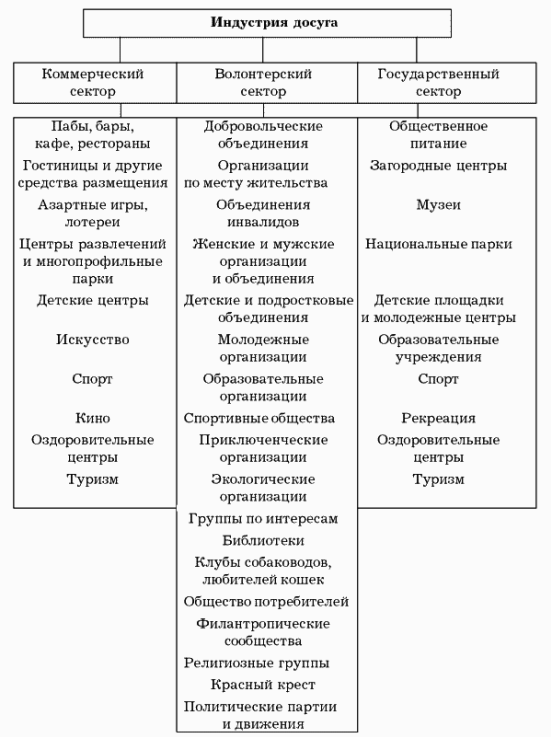 Индустрия досуга
Коммерческий
сектор
Волонтерский
сектор
Государственный
сектор
Пабы, бары,
кафе, рестораны
Гостиницы и другие
средства размещения
Азартные игры,
лотереи
Центры развлечений
и многопрофильные
парки
Детские центры
Искусство
Спорт
Кино
Оздоровительные
центры
Туризм
Добровольческие
объединения
Организации
по месту жительства
Объединения
инвалидов
Женские и мужские
организации
и объединения
Детские и подростковые
объединения
Молодежные
организации
Образовательные
организации
Спортивные общества
Приключенческие
организации
Экологические
организации
Группы по интересам
Библиотеки
Клубы собаководов,
любителей кошек
Общество потребителей
Филантропические
сообщества
Религиозные группы
Красный крест
Политические партии
и движения
Общественное
питание
Загородные центры
Музеи
Национальные парки
Детские площадки
и молодежные центры
Образовательные
учреждения
Спорт
Рекреация
Оздоровительные
центры
Туризм